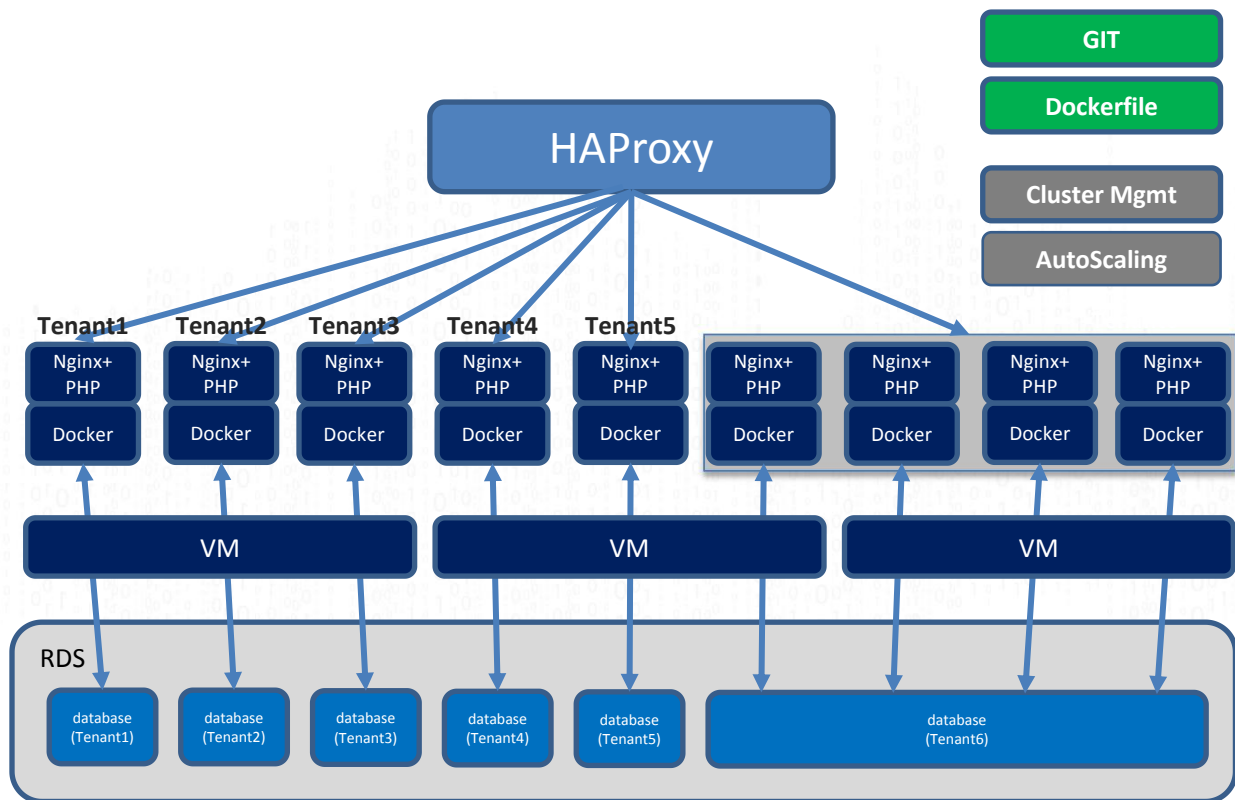 GIT
Dockerfile
HAProxy
Cluster Mgmt
AutoScaling
Tenant1
Tenant2
Tenant3
Tenant4
Tenant5
Nginx+
PHP
Nginx+
PHP
Nginx+
PHP
Nginx+
PHP
Nginx+
PHP
Nginx+
PHP
Nginx+
PHP
Nginx+
PHP
Nginx+
PHP
Docker
Docker
Docker
Docker
Docker
Docker
Docker
Docker
Docker
VM
VM
VM
RDS
database
(Tenant1)
database
(Tenant2)
database
(Tenant3)
database
(Tenant4)
database
(Tenant5)
database
(Tenant6)